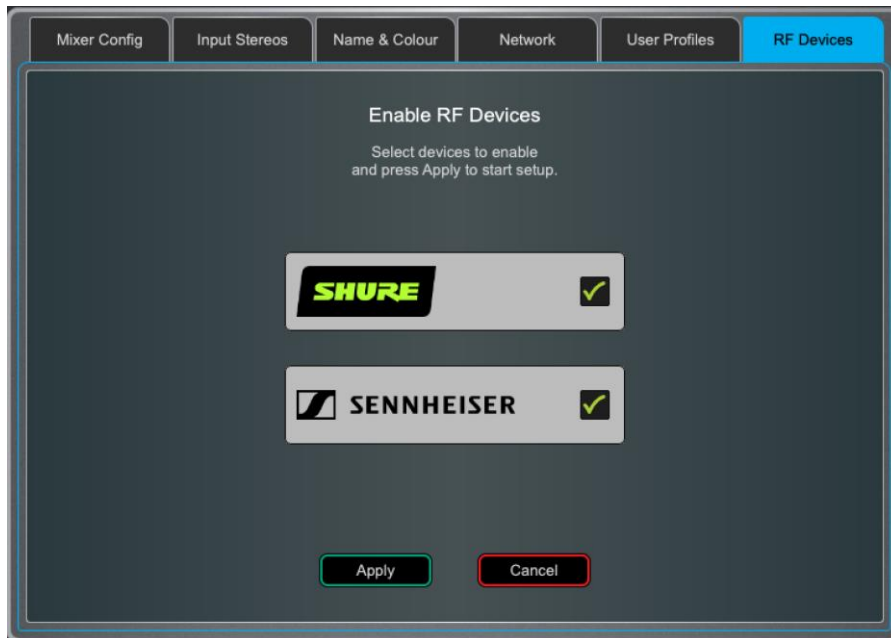 Mixer Config
Input Stereos
Name & Colour
Network
User Profiles
RF Devices
Enable RF Devices
Select devices to enable
and press Apply to start setup.
SHURE
SENNHEISER
Apply
Cancel